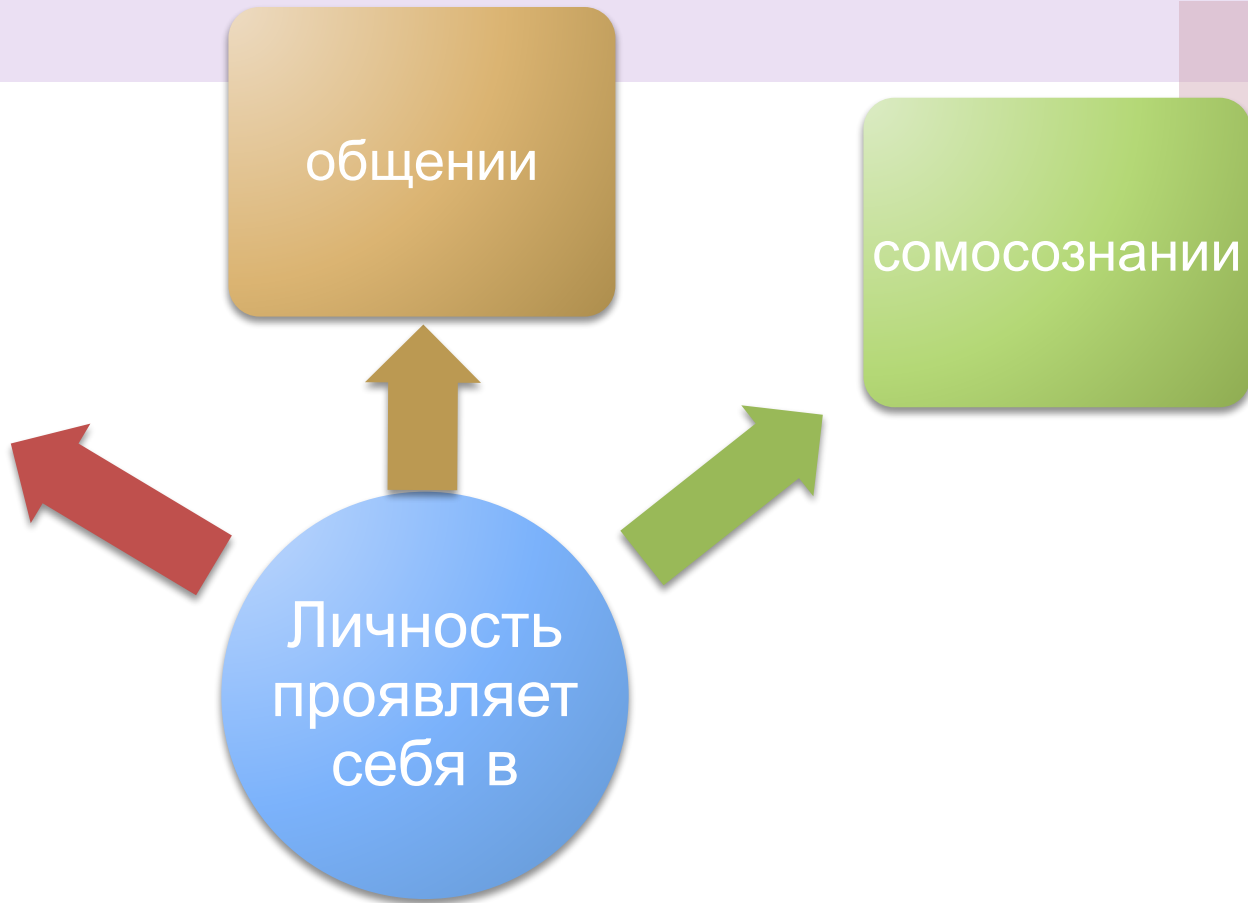 общении
сомосознании
Личность
проявляет
себя в